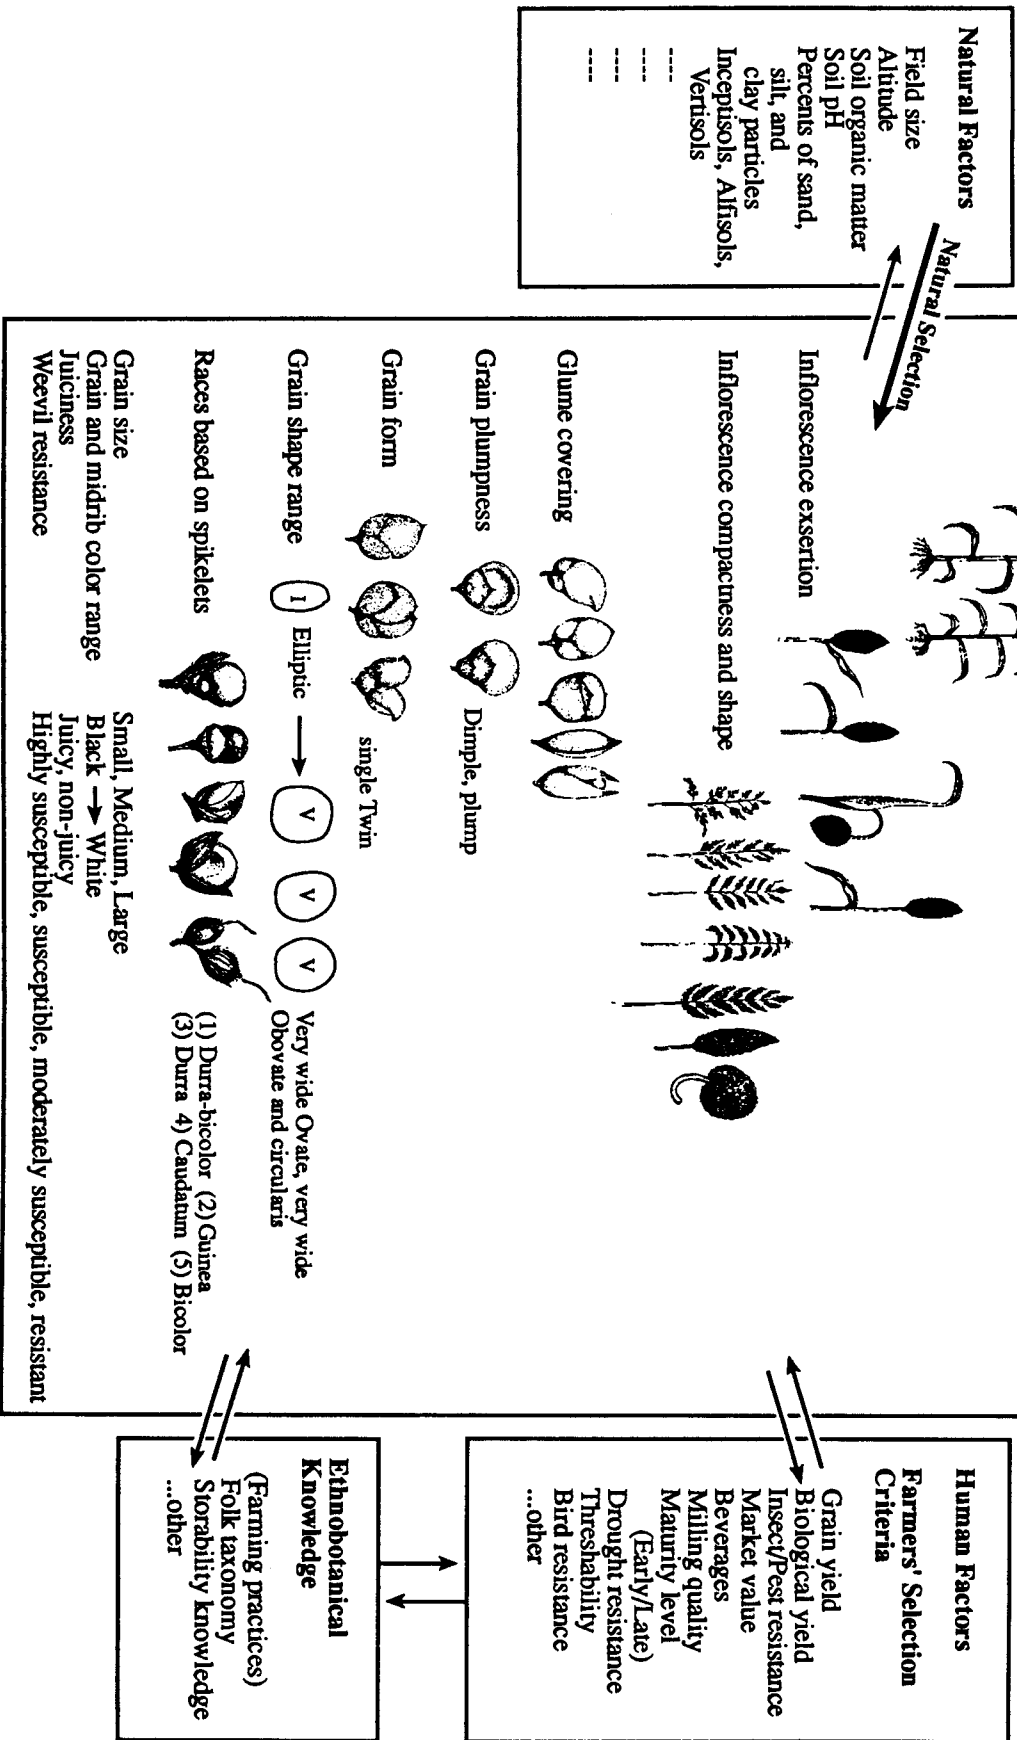 Natural Factors
Field size
Altitude
Soil organic matter
Soil pH
Percents of sand,
silt, and
clay particles
Inceptisols, Alfisols,
Vertisols
----
----
----
----
Natural Selection
Inflorescence exsertion
Inflorescence compactness and shape
Glume covering
Grain plumpness
Dimple, plump
Grain form
single Twin
Grain shape range
I
Elliptic
V
V
V
Very wide Ovate, very wide
Obovate and circularis
Races based on spikelets
(1) Durra-bicolor (2) Guinea
(3) Durra 4) Caudatum (5) Bicolor
Grain size Small, Medium, Large
Grain and midrib color range Black → White
Juiciness Juicy, non-juicy
Weevil resistance Highly susceptible, susceptible, moderately susceptible, resistant
Human Factors
Farmers' Selection
Criteria
Grain yield
Biological yield
Insect/Pest resistance
Market value
Beverages
Milling quality
Maturity level
(Early/Late)
Drought resistance
Threshability
Bird resistance
...other
Ethnobotanical
Knowledge
(Farming practices)
Folk taxonomy
Storability knowledge
...other